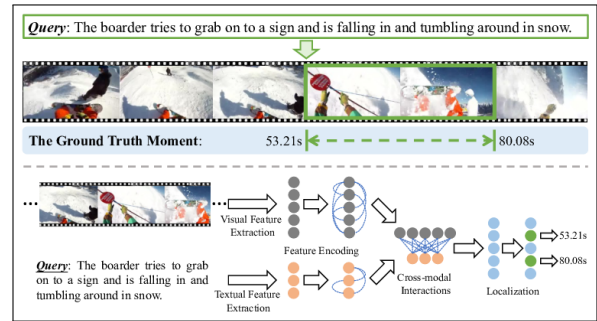 Query: The boarder tries to grab on to a sign and is falling in and tumbling around in snow.
The Ground Truth Moment: 53.21s 80.08s
... ...
Visual Feature
Extraction
Feature Encoding
Query: The boarder tries to grab
on to a sign and is falling in and
tumbling around in snow.
Textual Feature
Extraction
Cross-modal
Interactions
Localization
53.21s
80.08s